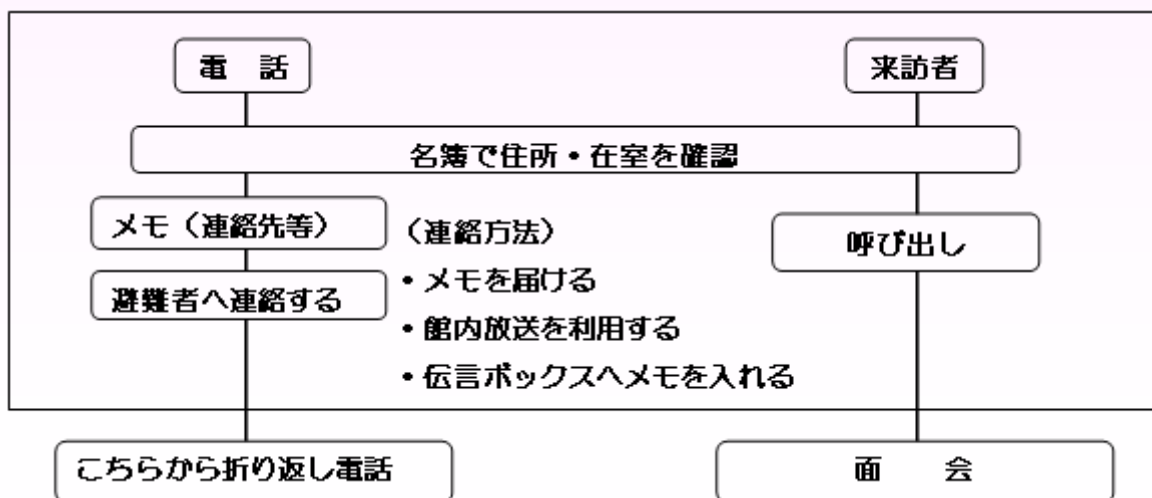 電　話
来訪者
名簿で住所・在室を確認
メモ（連絡先等）
（連絡方法）
呼び出し
・メモを届ける
避難者へ連絡する
・館内放送を利用する
・伝言ボックスへメモを入れる
こちらから折り返し電話
面　　会